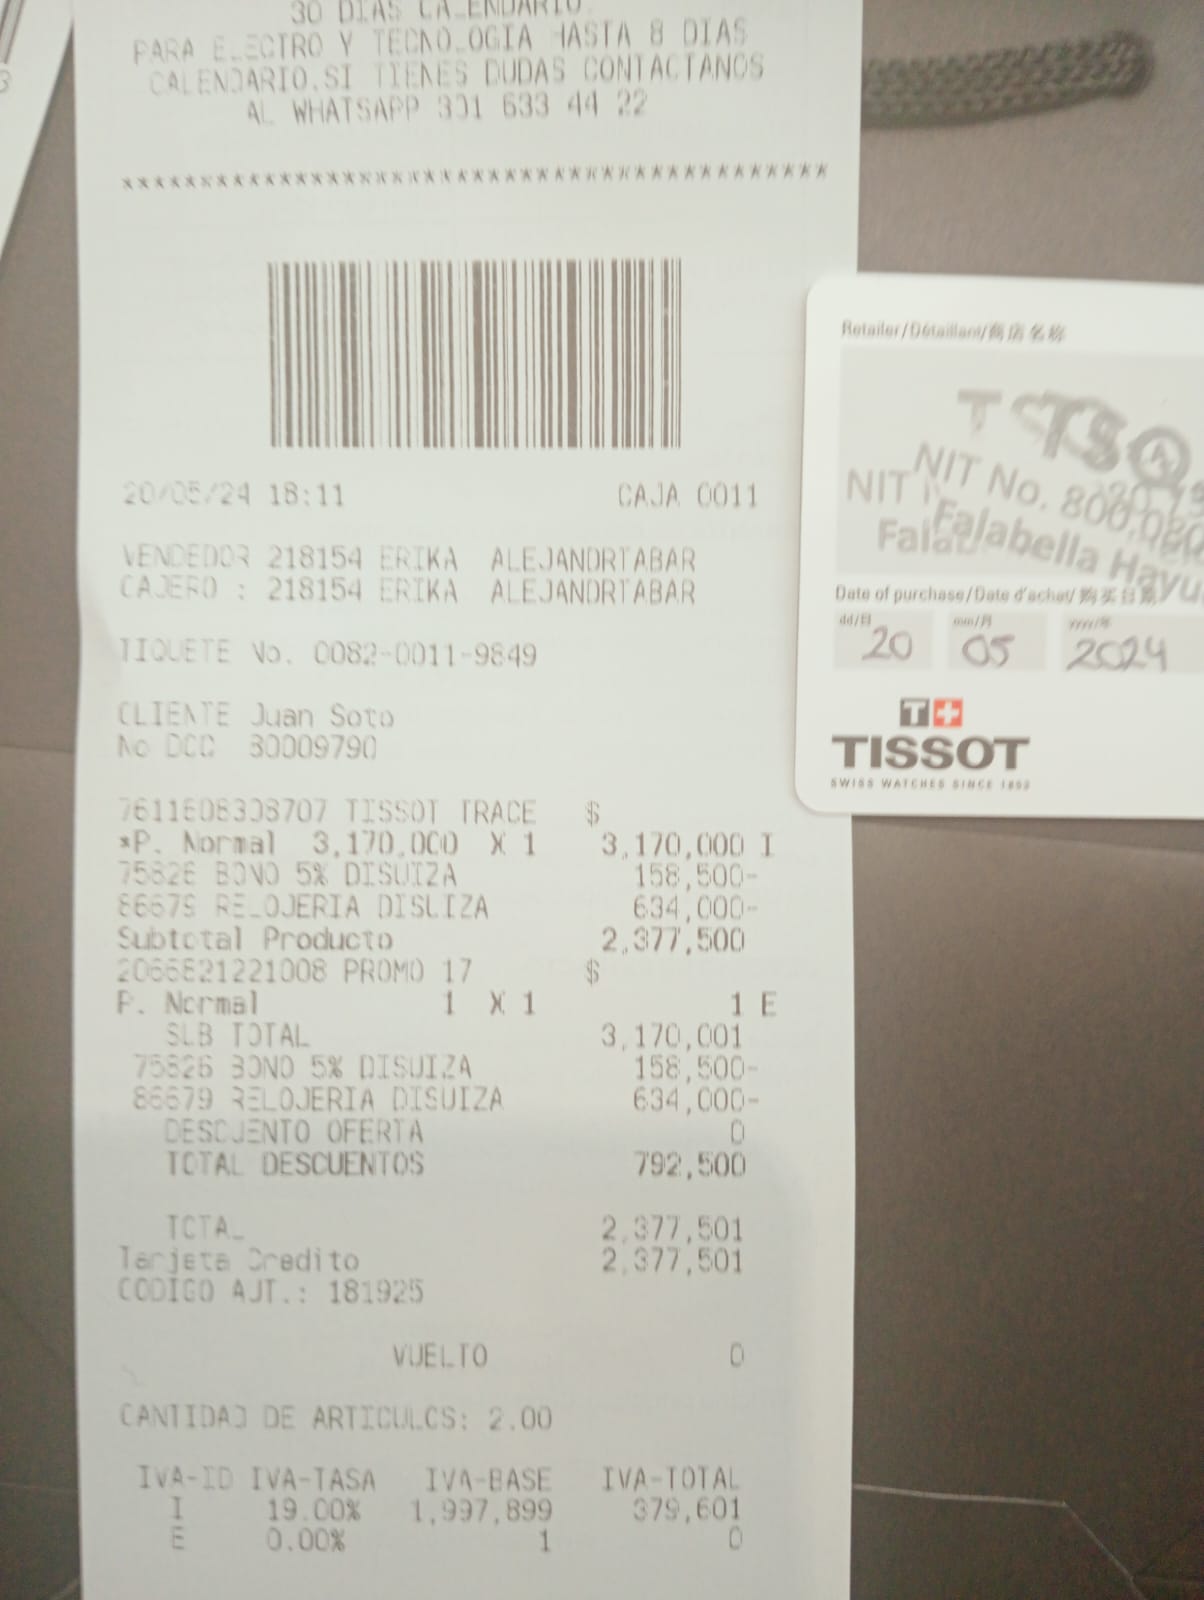 30 DIAS CALENDARIO.
PARA ELECTRO Y TECNOLOGIA HASTA 8 DIAS
CALENDARIO.SI TIENES DUDAS CONTACTANOS
AL WHATSAPP 301 633 44 22
********************************************
20/05/24 18:11 CAJA 0011
VENDEDOR 218154 ERIKA ALEJANDRTABAR
CAJERO : 218154 ERIKA ALEJANDRTABAR
TIQUETE No. 0082-0011-9849
CLIENTE Juan Soto
No DCC 80009790
7611608308707 TISSOT TRACE $
*P. Normal 3,170,000 X 1 3,170,000 I
75826 BONO 5% DISUIZA 158,500-
86679 RELOJERIA DISUIZA 634,000-
Subtotal Producto 2,377,500
2066821221008 PROMO 17 $
P. Normal 1 X 1 1 E
SUB TOTAL 3,170,001
75826 BONO 5% DISUIZA 158,500-
86679 RELOJERIA DISUIZA 634,000-
DESCUENTO OFERTA 0
TOTAL DESCUENTOS 792,500
TOTAL 2,377,501
Tarjeta Credito 2,377,501
CODIGO AUT.: 181925
VUELTO 0
CANTIDAD DE ARTICULOS: 2.00
IVA-ID IVA-TASA IVA-BASE IVA-TOTAL
I 19.00% 1,997,899 379,601
E 0.00% 1 0
Retailer/Détaillant/商店名称
NIT No. 800,
Falabella Hayu
Date of purchase/Date d'achat/购买日期
dd/日 mm/月 yyyy/年
20 05 2024
T+
TISSOT
SWISS WATCHES SINCE 1853